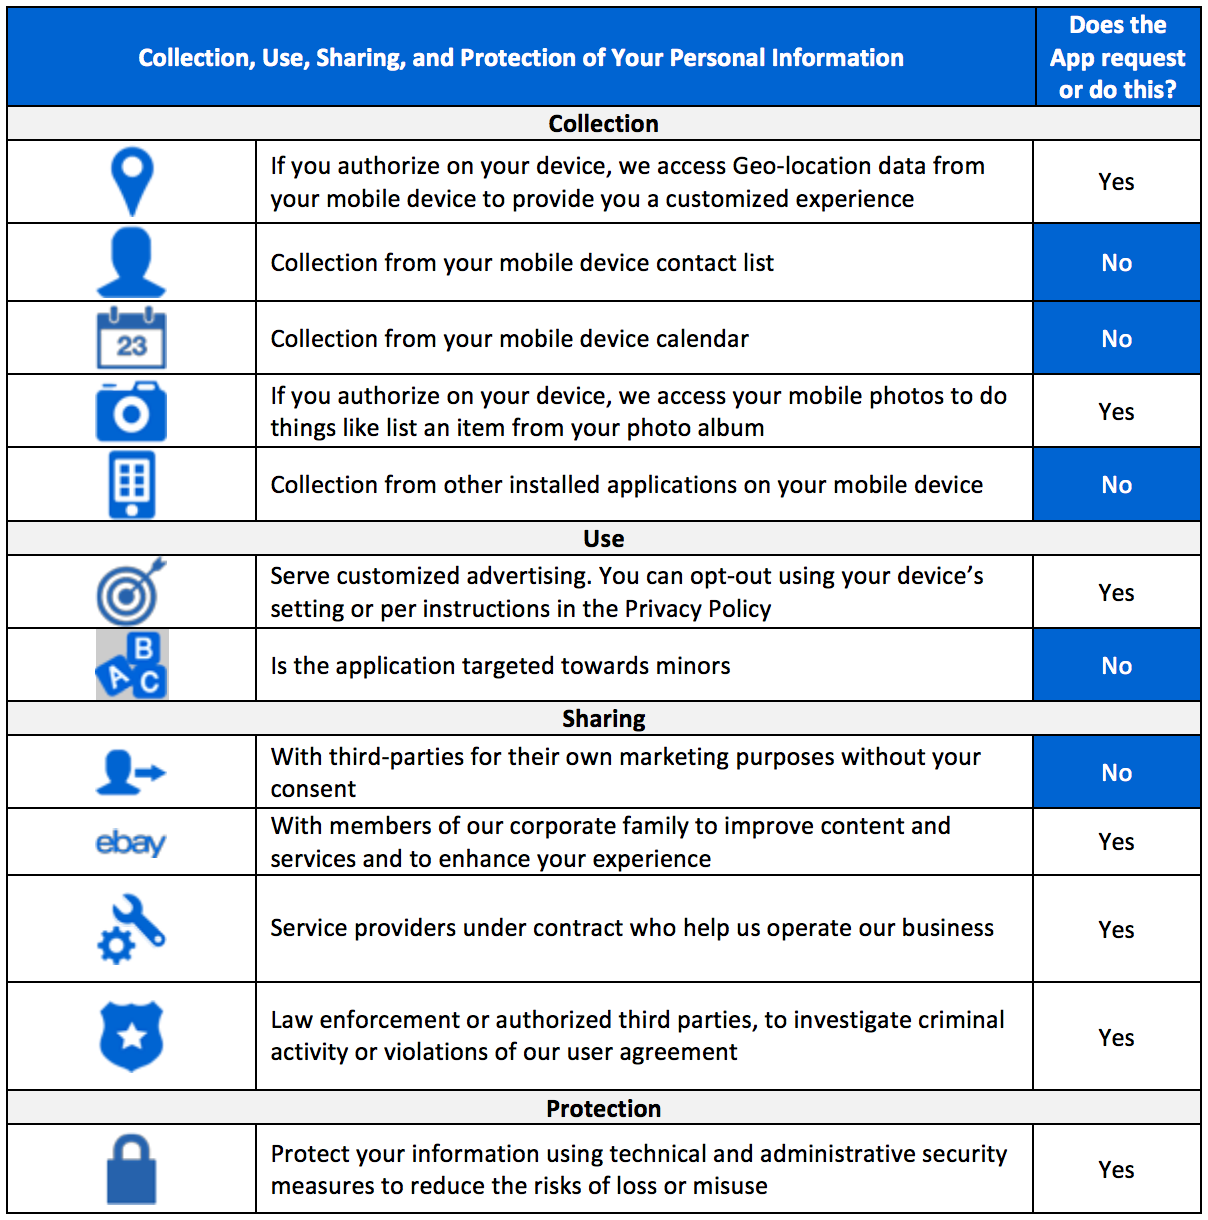 Collection, Use, Sharing, and Protection of Your Personal Information
Does the
App request
or do this?
Collection
If you authorize on your device, we access Geo-location data from
your mobile device to provide you a customized experience
Yes
Collection from your mobile device contact list
No
23
Collection from your mobile device calendar
No
If you authorize on your device, we access your mobile photos to do
things like list an item from your photo album
Yes
Collection from other installed applications on your mobile device
No
Use
Serve customized advertising. You can opt-out using your device’s
setting or per instructions in the Privacy Policy
Yes
A B C
Is the application targeted towards minors
No
Sharing
With third-parties for their own marketing purposes without your
consent
No
ebay
With members of our corporate family to improve content and
services and to enhance your experience
Yes
Service providers under contract who help us operate our business
Yes
Law enforcement or authorized third parties, to investigate criminal
activity or violations of our user agreement
Yes
Protection
Protect your information using technical and administrative security
measures to reduce the risks of loss or misuse
Yes